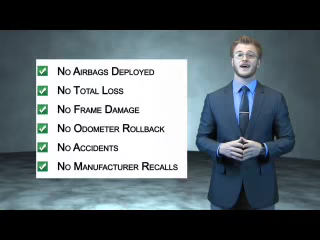 No Airbags Deployed
No Total Loss
No Frame Damage
No Odometer Rollback
No Accidents
No Manufacturer Recalls